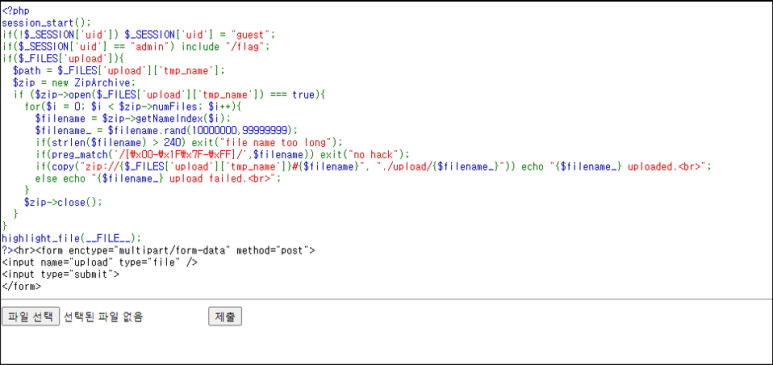 <?php
session_start();
if(!$_SESSION['uid']) $_SESSION['uid'] = "guest";
if($_SESSION['uid'] == "admin") include "/flag";
if($_FILES['upload']){
  $path = $_FILES['upload']['tmp_name'];
  $zip = new ZipArchive;
  if ($zip->open($_FILES['upload']['tmp_name']) === true){
    for($i = 0; $i < $zip->numFiles; $i++){
      $filename = $zip->getNameIndex($i);
      $filename_ = $filename.rand(10000000,99999999);
      if(strlen($filename) > 240) exit("file name too long");
      if(preg_match('/[₩x00-₩x1F₩x7F-₩xFF]/',$filename)) exit("no hack");
      if(copy("zip://{$_FILES['upload']['tmp_name']}#{$filename}", "./upload/{$filename_}")) echo "{$filename_} uploaded.<br>";
      else echo "{$filename_} upload failed.<br>";
    }
    $zip->close();
  }
}
highlight_file(__FILE__);
?><hr><form enctype="multipart/form-data" method="post">
<input name="upload" type="file" />
<input type="submit">
</form>
파일 선택 선택된 파일 없음 제출